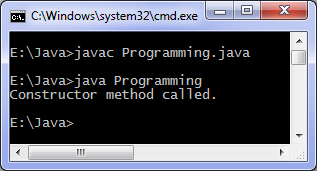 C:\Windows\system32\cmd.exe
E:\Java>javac Programming.java
E:\Java>java Programming
Constructor method called.
E:\Java>